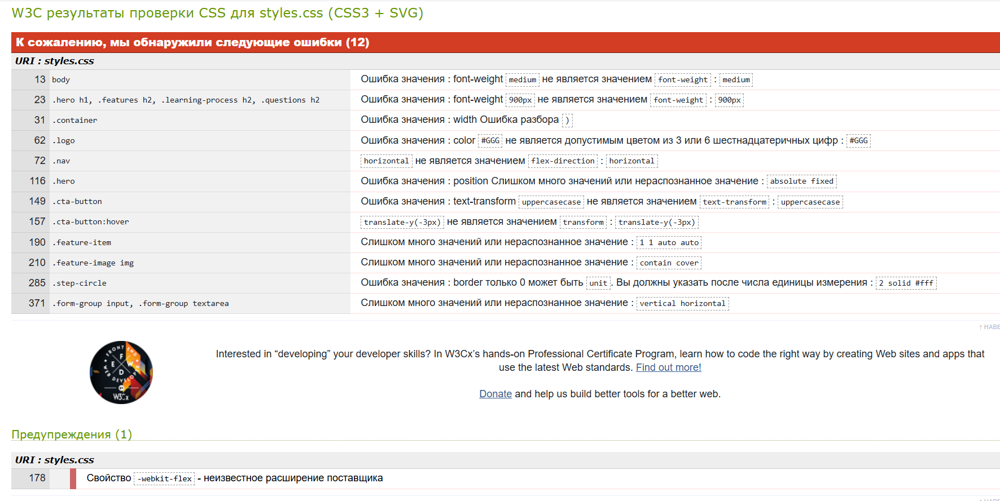 W3C результаты проверки CSS для styles.css (CSS3 + SVG)
К сожалению, мы обнаружили следующие ошибки (12)
URI : styles.css
13 body Ошибка значения : font-weight medium не является значением font-weight : medium
23 .hero h1, .features h2, .learning-process h2, .questions h2 Ошибка значения : font-weight 900px не является значением font-weight : 900px
31 .container Ошибка значения : width Ошибка разбора )
62 .logo Ошибка значения : color #GGG не является допустимым цветом из 3 или 6 шестнадцатеричных цифр : #GGG
72 .nav horizontal не является значением flex-direction : horizontal
116 .hero Ошибка значения : position Слишком много значений или нераспознанное значение : absolute fixed
149 .cta-button Ошибка значения : text-transform uppercasecase не является значением text-transform : uppercasecase
157 .cta-button:hover translate-y(-3px) не является значением transform : translate-y(-3px)
190 .feature-item Слишком много значений или нераспознанное значение : 1 1 auto auto
210 .feature-image img Слишком много значений или нераспознанное значение : contain cover
285 .step-circle Ошибка значения : border только 0 может быть unit. Вы должны указать после числа единицы измерения : 2 solid #fff
371 .form-group input, .form-group textarea Слишком много значений или нераспознанное значение : vertical horizontal
↑ НАВЕ
FRONT END
F E W D
WEB DEVELOPER
BY
W3Cx
Interested in “developing” your developer skills? In W3Cx’s hands-on Professional Certificate Program, learn how to code the right way by creating Web sites and apps that
use the latest Web standards. Find out more!
Donate and help us build better tools for a better web.
Предупреждения (1)
URI : styles.css
178 Свойство -webkit-flex - неизвестное расширение поставщика